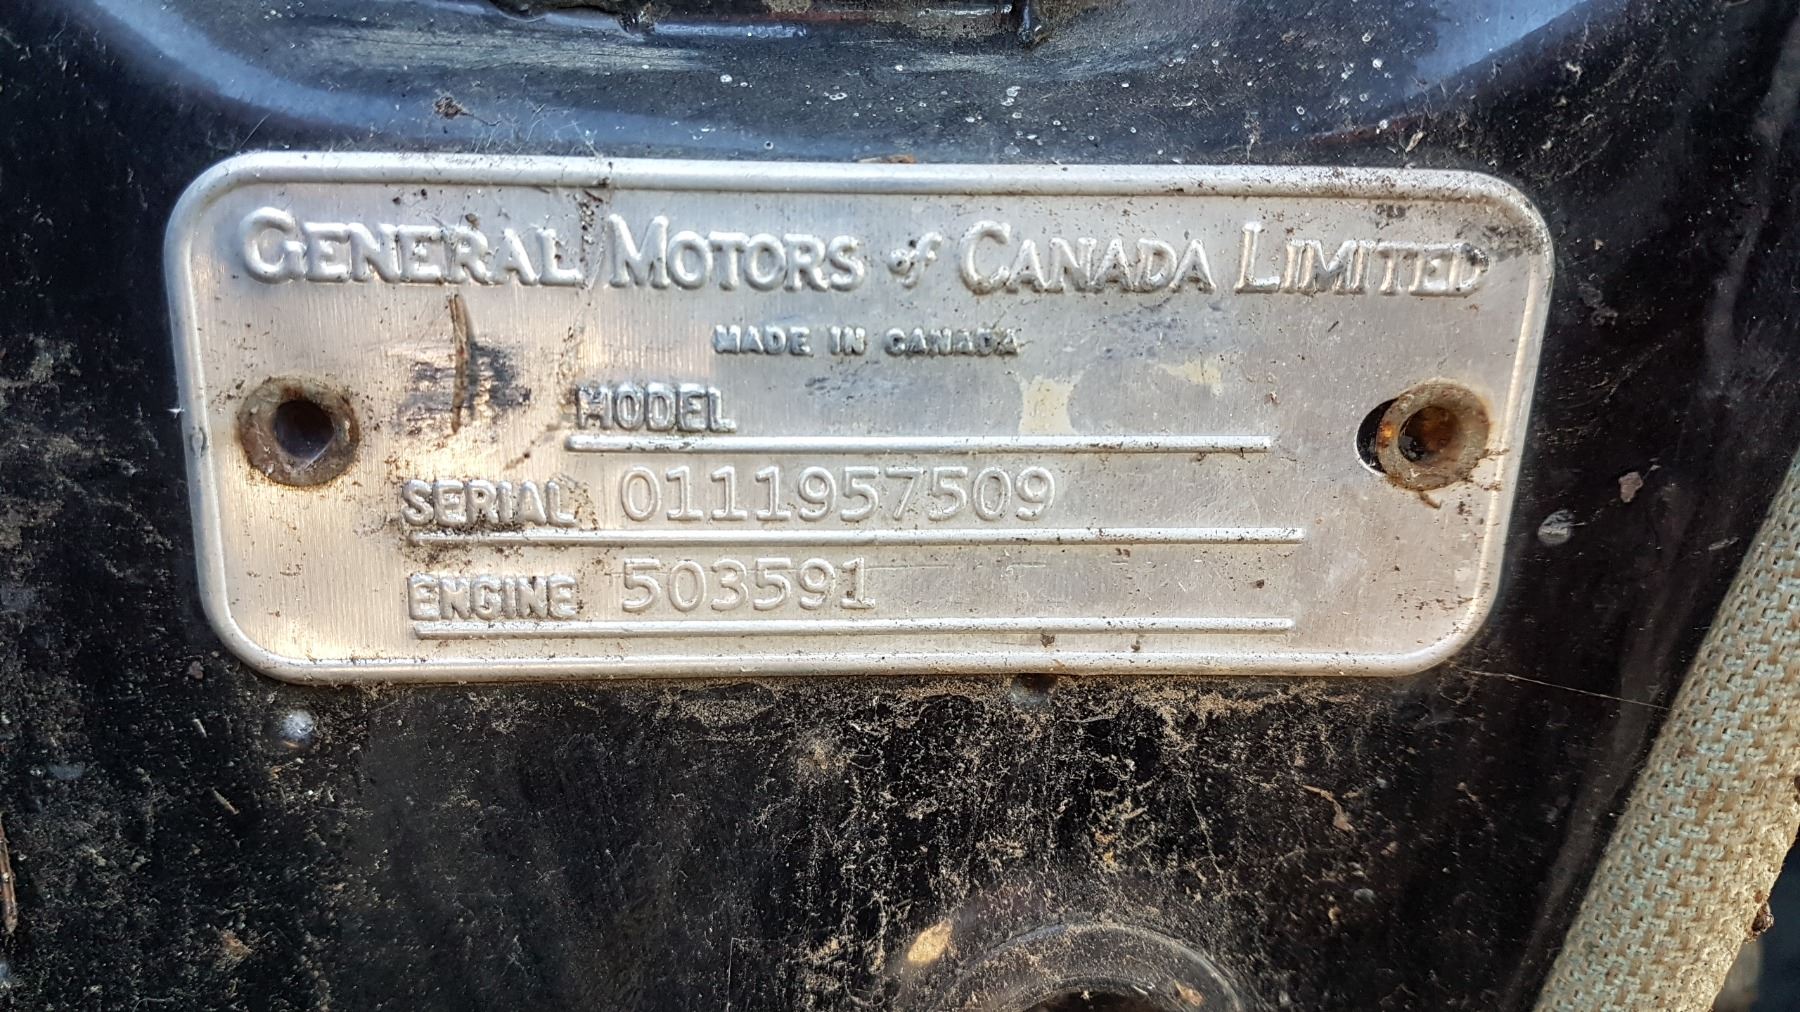 GENERAL MOTORS of CANADA LIMITED
MADE IN CANADA
MODEL
SERIAL 0111957509
ENGINE 503591